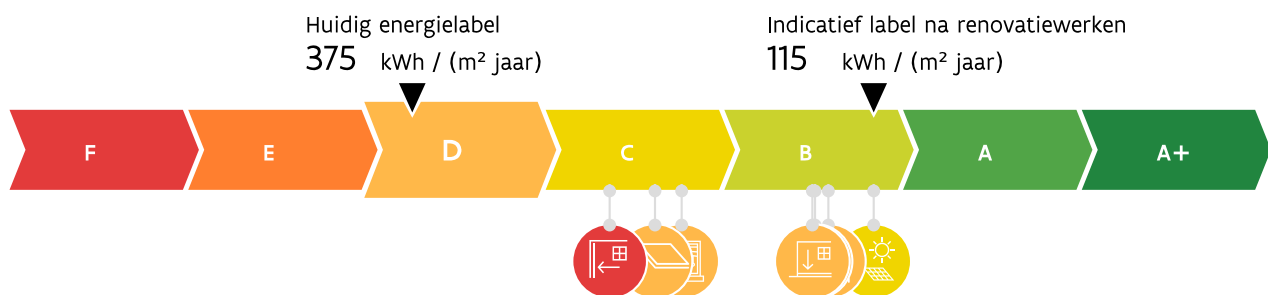 Huidig energielabel
375 kWh / (m² jaar)
Indicatief label na renovatiewerken
115 kWh / (m² jaar)
F E D C B A A+